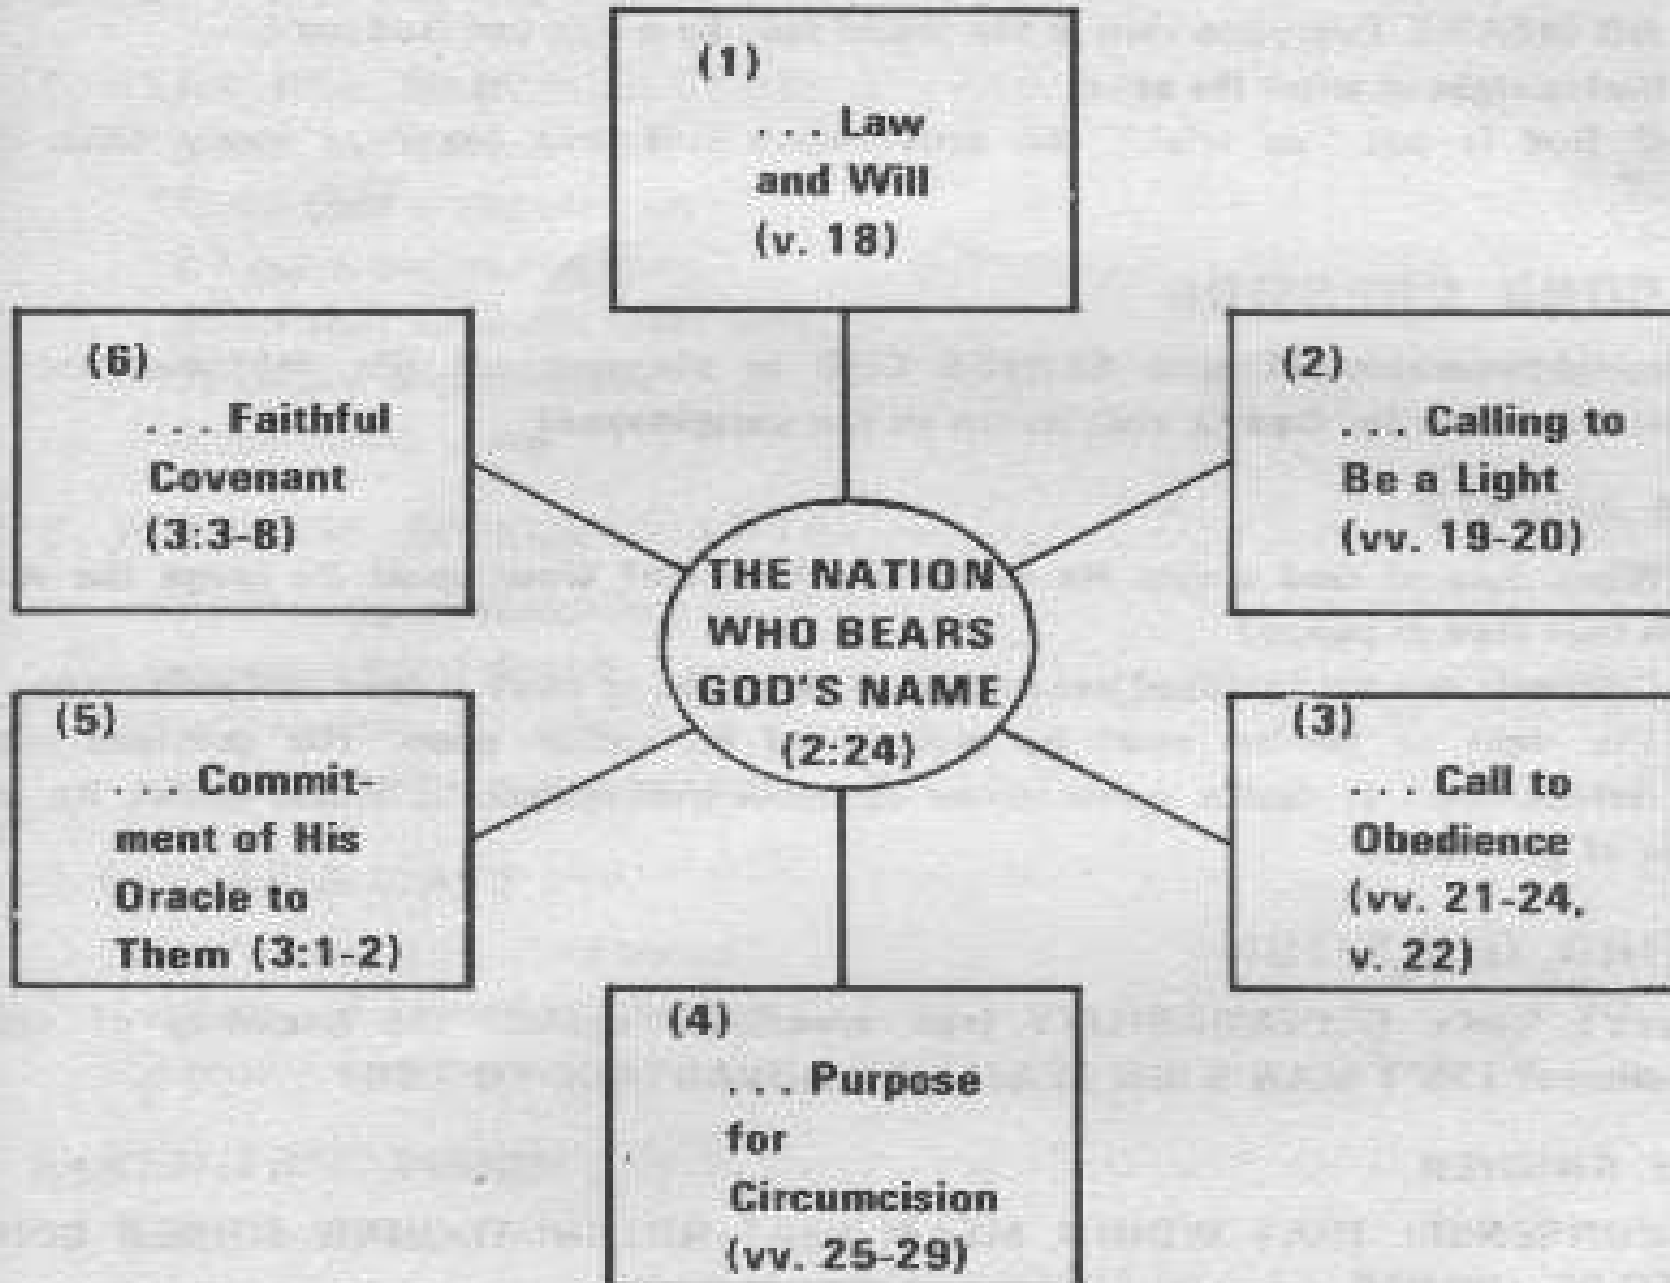 (1)
. . . Law
and Will
(v. 18)
(2)
. . . Calling to
Be a Light
(vv. 19-20)
(3)
. . . Call to
Obedience
(vv. 21-24,
v. 22)
(4)
. . . Purpose
for
Circumcision
(vv. 25-29)
(5)
. . . Commit-
ment of His
Oracle to
Them (3:1-2)
(6)
. . . Faithful
Covenant
(3:3-8)
THE NATION
WHO BEARS
GOD'S NAME
(2:24)